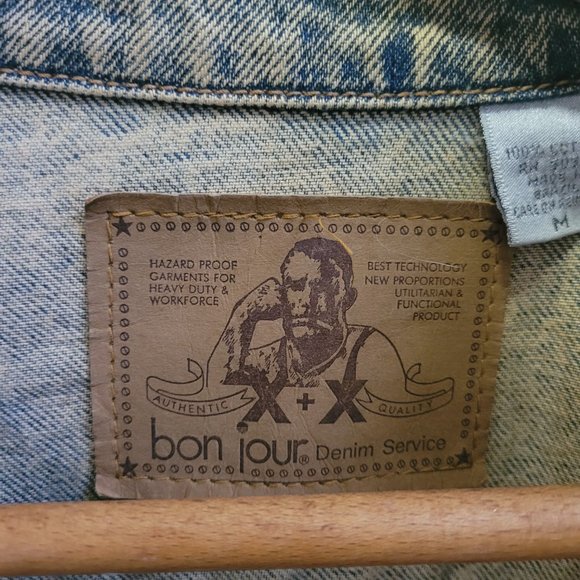 HAZARD PROOF
GARMENTS FOR
HEAVY DUTY &
WORKFORCE
BEST TECHNOLOGY
NEW PROPORTIONS
UTILITARIAN &
FUNCTIONAL
PRODUCT
AUTHENTIC
X + X
QUALITY
bon jour® Denim Service
100%
M